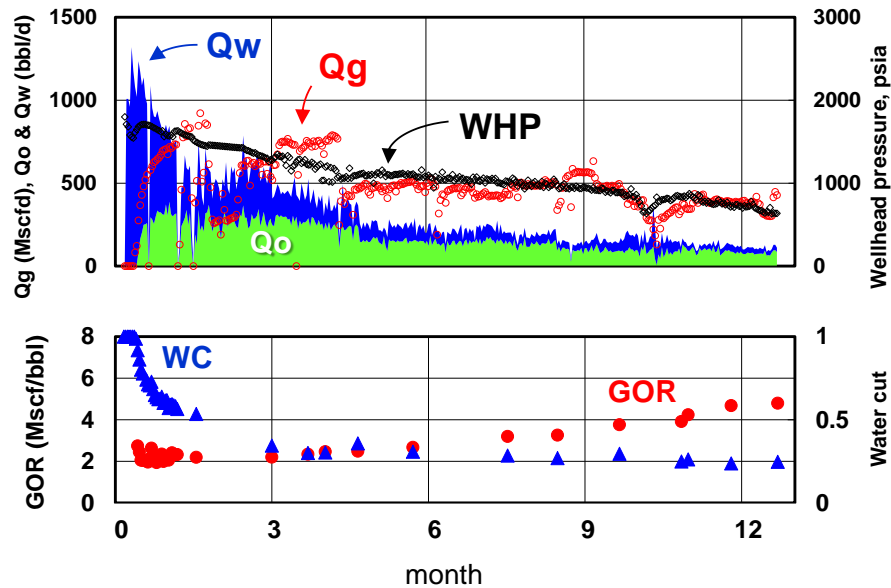 Qg (Mscfd), Qo & Qw (bbl/d)
1500
1000
500
0
Qw
Qg
WHP
Qo
3000
2000
1000
0
Wellhead pressure, psia
GOR (Mscf/bbl)
8
6
4
2
0
WC
GOR
1
0.5
0
Water cut
0 3 6 9 12
month